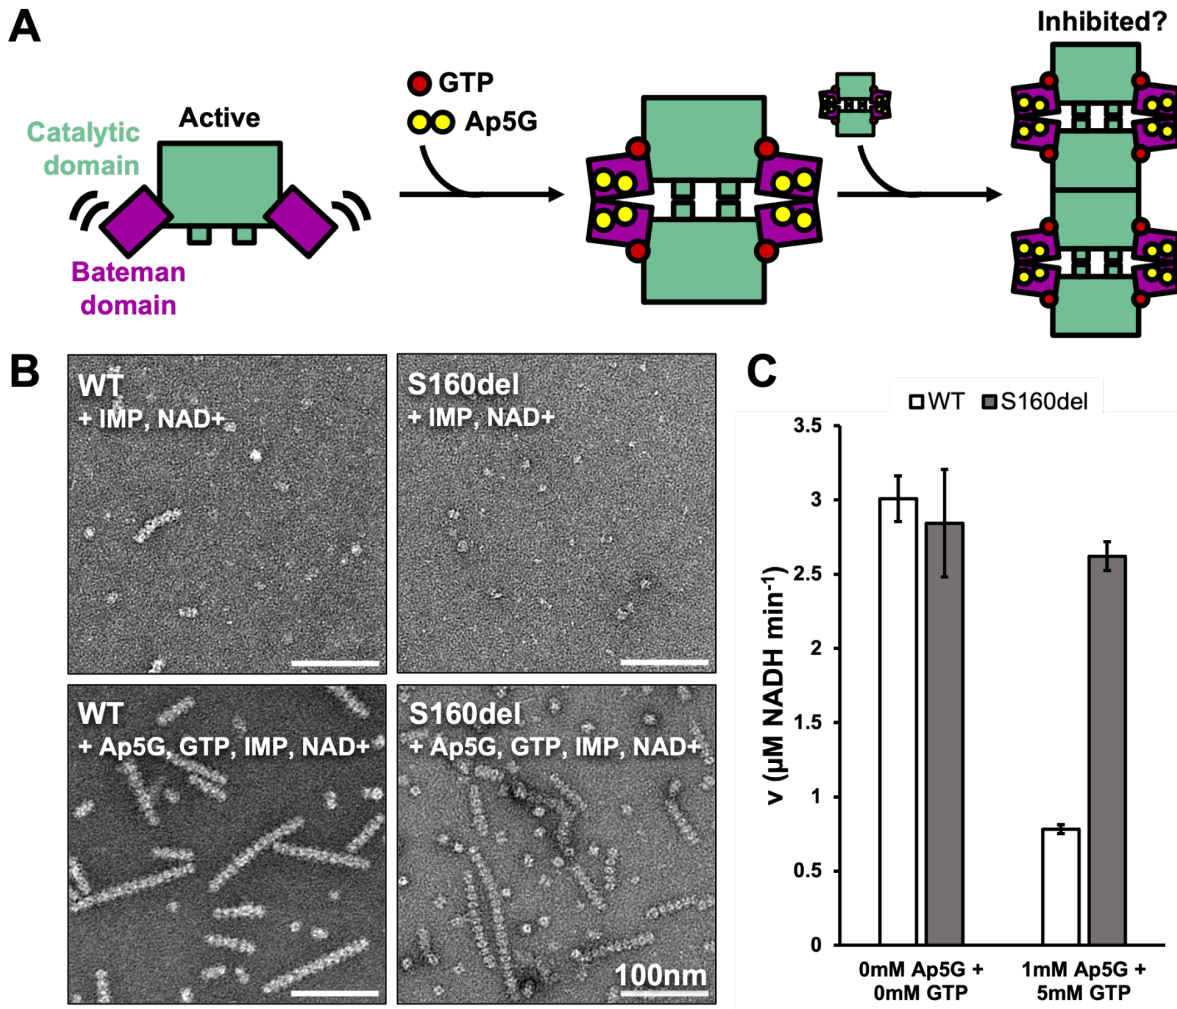 A
Inhibited?
GTP
Ap5G
Active
Catalytic
domain
Bateman
domain
B
WT
+ IMP, NAD+
S160del
+ IMP, NAD+
WT
+ Ap5G, GTP, IMP, NAD+
S160del
+ Ap5G, GTP, IMP, NAD+
100nm
C
WT
S160del
3.5
3
2.5
2
1.5
1
0.5
0
v (µM NADH min⁻¹)
0mM Ap5G +
0mM GTP
1mM Ap5G +
5mM GTP